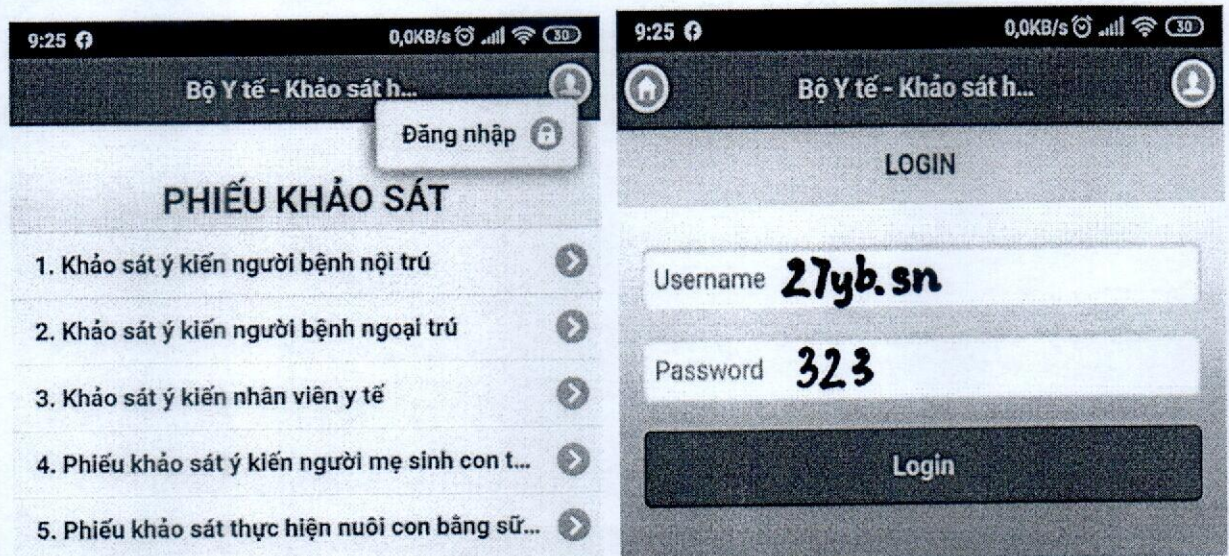 9:25
0,0KB/s 30
Bộ Y tế - Khảo sát h...
Đăng nhập
PHIẾU KHẢO SÁT
1. Khảo sát ý kiến người bệnh nội trú
2. Khảo sát ý kiến người bệnh ngoại trú
3. Khảo sát ý kiến nhân viên y tế
4. Phiếu khảo sát ý kiến người mẹ sinh con t...
5. Phiếu khảo sát thực hiện nuôi con bằng sữ...
9:25
0,0KB/s 30
Bộ Y tế - Khảo sát h...
LOGIN
Username 27yb.sn
Password 323
Login